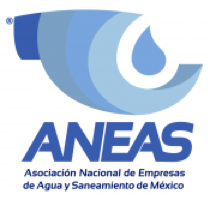 ®
ANEAS
Asociación Nacional de Empresas
de Agua y Saneamiento de México